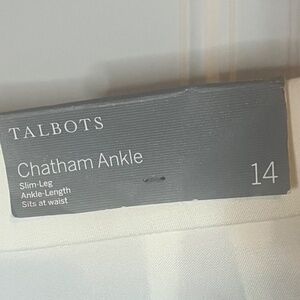 TALBOTS
Chatham Ankle
Slim-Leg
Ankle-Length
Sits at waist
14